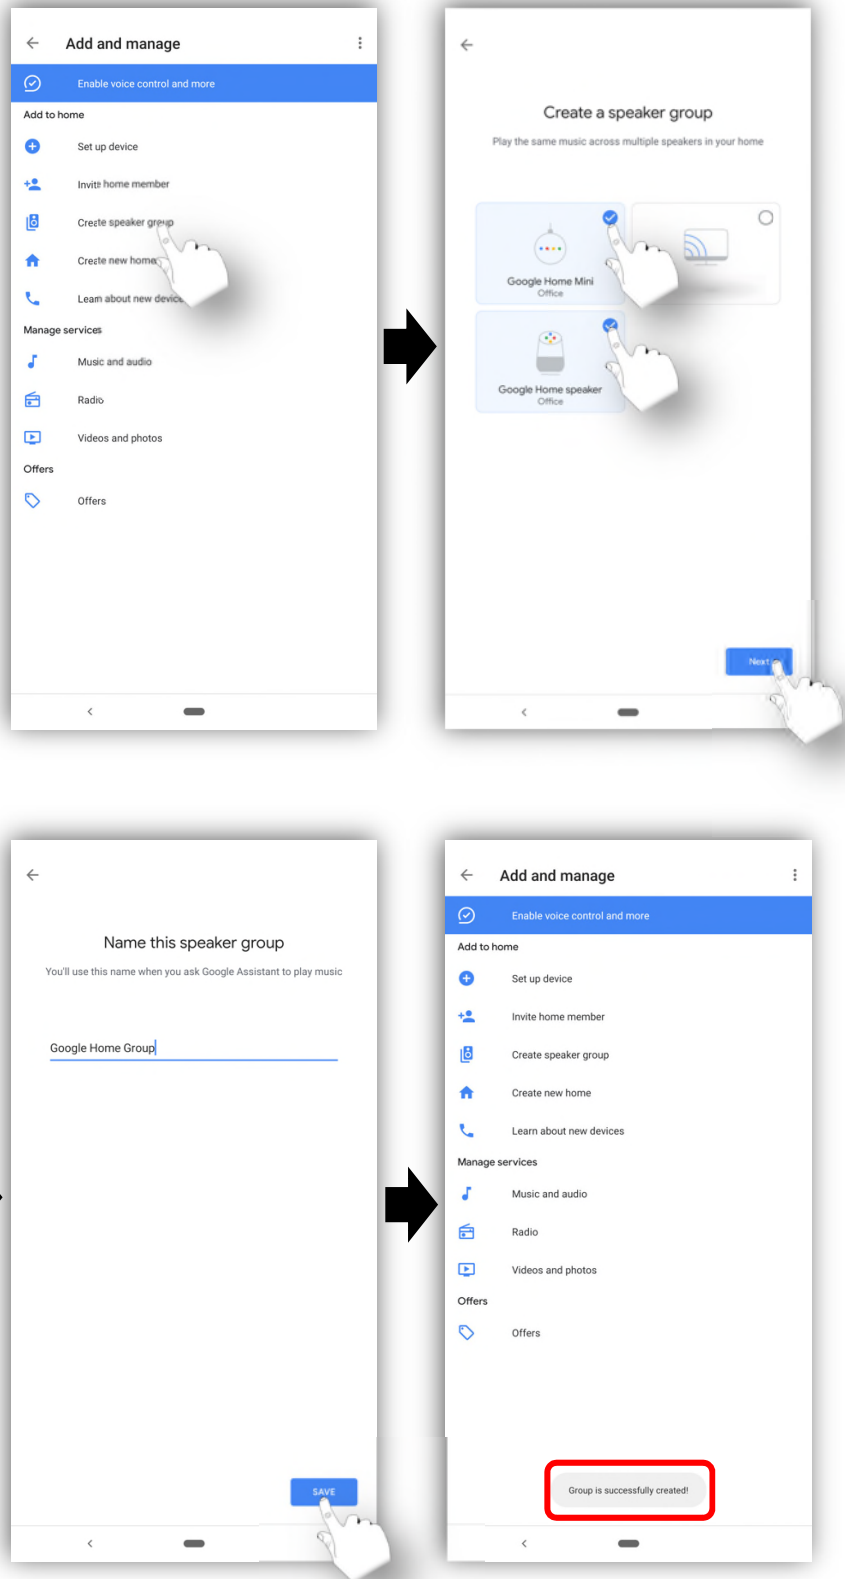 Add and manage
Enable voice control and more
Add to home
Set up device
Invite home member
Create speaker group
Create new home
Learn about new device
Manage services
Music and audio
Radio
Videos and photos
Offers
Offers
Create a speaker group
Play the same music across multiple speakers in your home
Google Home Mini
Office
Google Home speaker
Office
Next
Name this speaker group
You'll use this name when you ask Google Assistant to play music
Google Home Group
SAVE
Add and manage
Enable voice control and more
Add to home
Set up device
Invite home member
Create speaker group
Create new home
Learn about new devices
Manage services
Music and audio
Radio
Videos and photos
Offers
Offers
Group is successfully created!